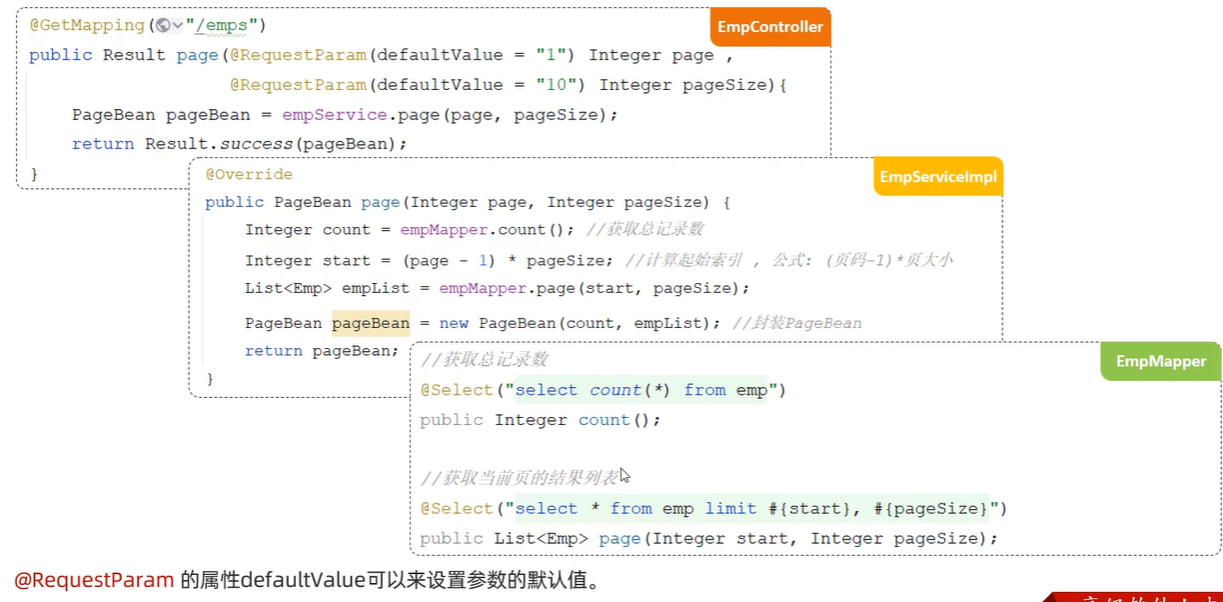 @GetMapping("/emps")
EmpController
public Result page(@RequestParam(defaultValue = "1") Integer page ,
@RequestParam(defaultValue = "10") Integer pageSize){
PageBean pageBean = empService.page(page, pageSize);
return Result.success(pageBean);
}
@Override
EmpServiceImpl
public PageBean page(Integer page, Integer pageSize) {
Integer count = empMapper.count(); //获取总记录数
Integer start = (page - 1) * pageSize; //计算起始索引 , 公式: (页码-1)*页大小
List<Emp> empList = empMapper.page(start, pageSize);
PageBean pageBean = new PageBean(count, empList); //封装PageBean
return pageBean;
}
//获取总记录数
EmpMapper
@Select("select count(*) from emp")
public Integer count();
//获取当前页的结果列表
@Select("select * from emp limit #{start}, #{pageSize}")
public List<Emp> page(Integer start, Integer pageSize);
@RequestParam 的属性defaultValue可以来设置参数的默认值。